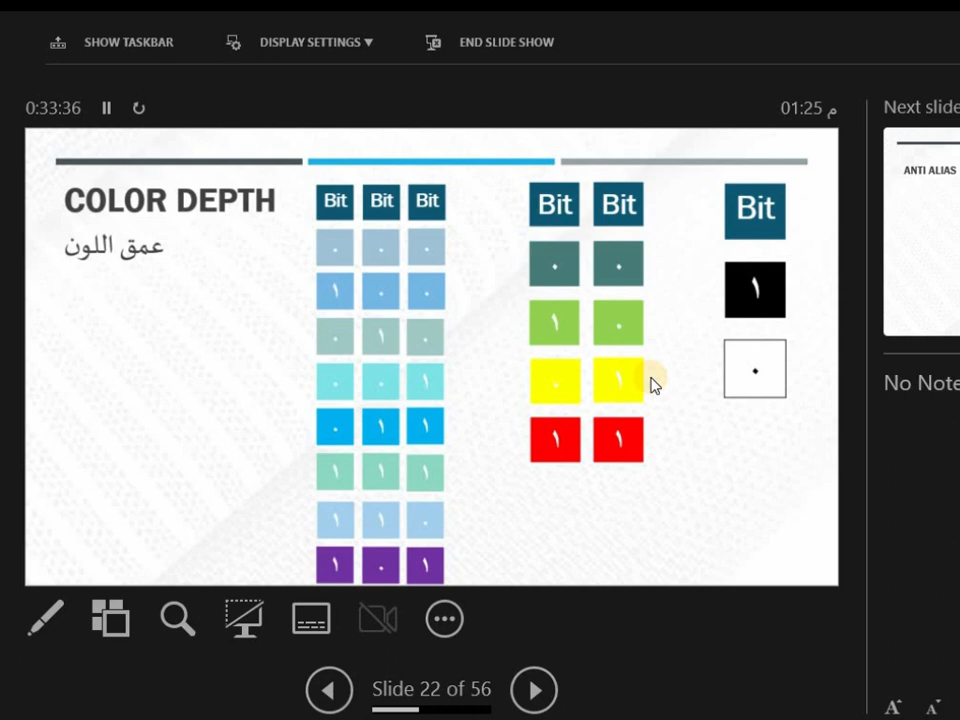 SHOW TASKBAR DISPLAY SETTINGS ▼ END SLIDE SHOW
0:33:36 01:25 م Next slide
COLOR DEPTH
عمق اللون
Bit Bit Bit Bit Bit Bit
٠ ٠ ٠ ٠ ٠ ١
١ ٠ ٠ ١ ٠ ٠
٠ ١ ٠ ٠ ١
٠ ٠ ١ ١ ١
٠ ١ ١
١ ١ ١
١ ١ ٠
١ ٠ ١
ANTI ALIAS
No Note
Slide 22 of 56
A A